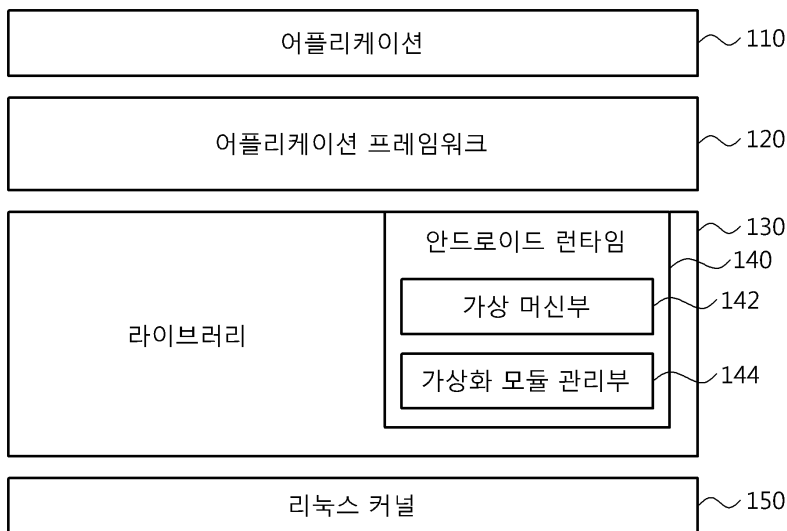 어플리케이션
110
어플리케이션 프레임워크
120
130
안드로이드 런타임
140
가상 머신부
142
라이브러리
가상화 모듈 관리부
144
리눅스 커널
150